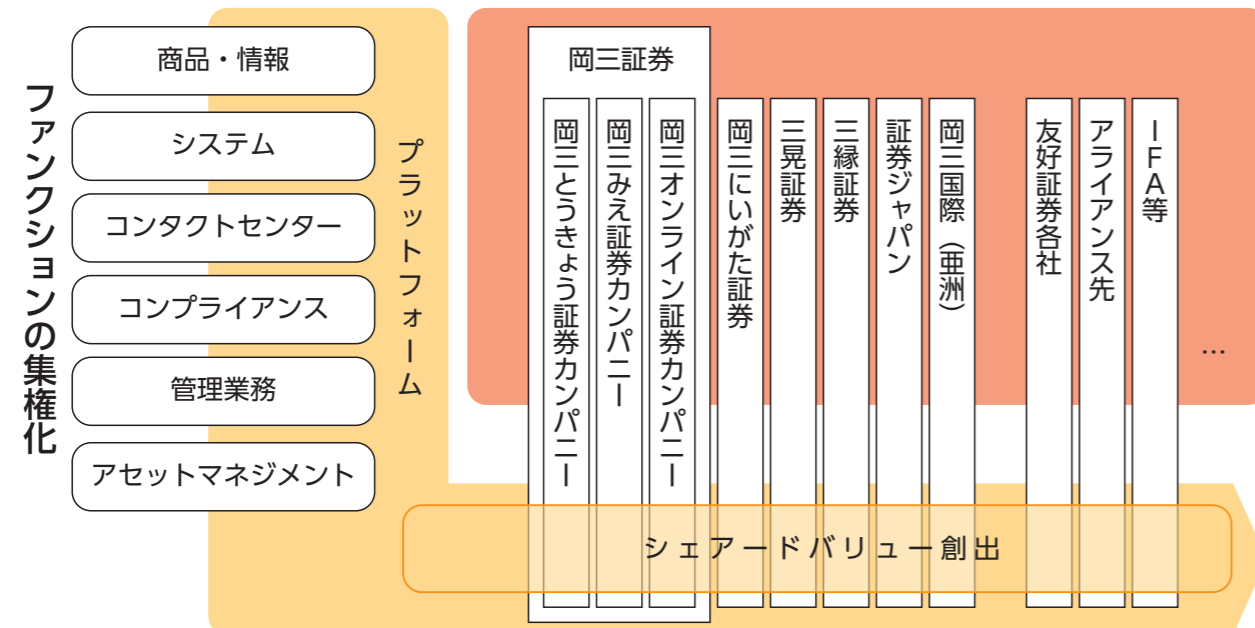 ファンクションの集権化
商品・情報
システム
コンタクトセンター
コンプライアンス
管理業務
アセットマネジメント
プラットフォーム
岡三証券
岡三とうきょう証券カンパニー
岡三みえ証券カンパニー
岡三オンライン証券カンパニー
岡三にいがた証券
三晃証券
三縁証券
証券ジャパン
岡三国際（亜洲）
友好証券各社
アライアンス先
IFA等
…
シェアードバリュー創出